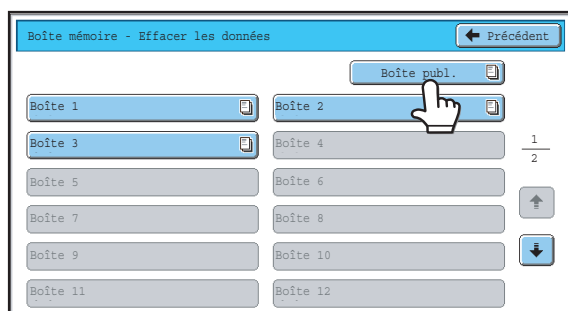 Boîte mémoire - Effacer les données
Précédent
Boîte publ.
Boîte 1
Boîte 2
Boîte 3
Boîte 4
1
2
Boîte 5
Boîte 6
Boîte 7
Boîte 8
Boîte 9
Boîte 10
Boîte 11
Boîte 12